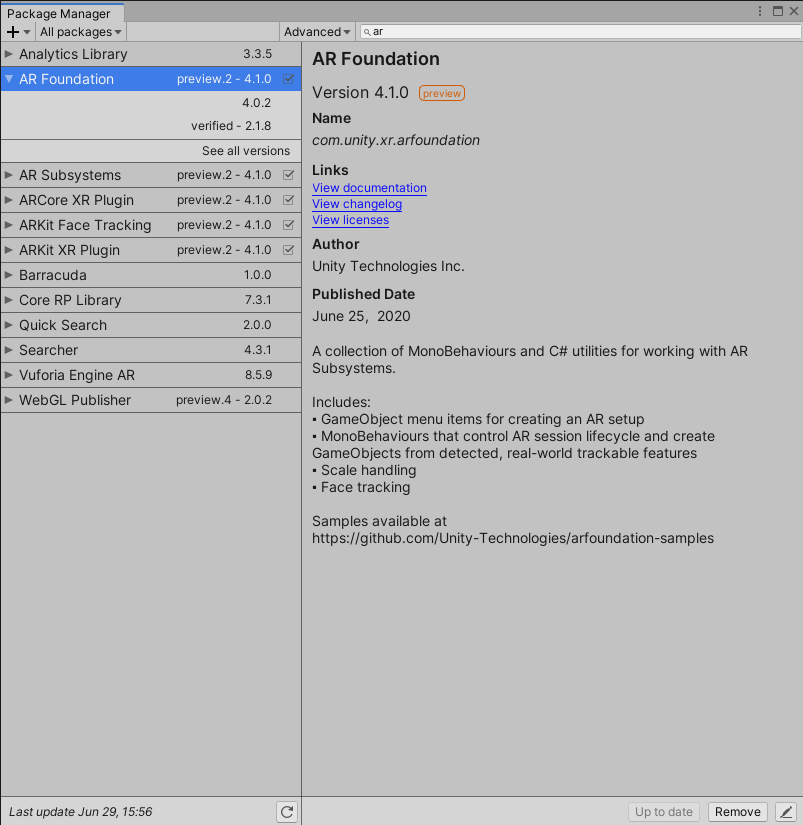 Package Manager
All packages Advanced ar
Analytics Library 3.3.5
AR Foundation preview.2 - 4.1.0
4.0.2
verified - 2.1.8
See all versions
AR Subsystems preview.2 - 4.1.0
ARCore XR Plugin preview.2 - 4.1.0
ARKit Face Tracking preview.2 - 4.1.0
ARKit XR Plugin preview.2 - 4.1.0
Barracuda 1.0.0
Core RP Library 7.3.1
Quick Search 2.0.0
Searcher 4.3.1
Vuforia Engine AR 8.5.9
WebGL Publisher preview.4 - 2.0.2
Last update Jun 29, 15:56
AR Foundation
Version 4.1.0 preview
Name
com.unity.xr.arfoundation
Links
View documentation
View changelog
View licenses
Author
Unity Technologies Inc.
Published Date
June 25, 2020
A collection of MonoBehaviours and C# utilities for working with AR
Subsystems.
Includes:
▪ GameObject menu items for creating an AR setup
▪ MonoBehaviours that control AR session lifecycle and create
GameObjects from detected, real-world trackable features
▪ Scale handling
▪ Face tracking
Samples available at
https://github.com/Unity-Technologies/arfoundation-samples
Up to date Remove